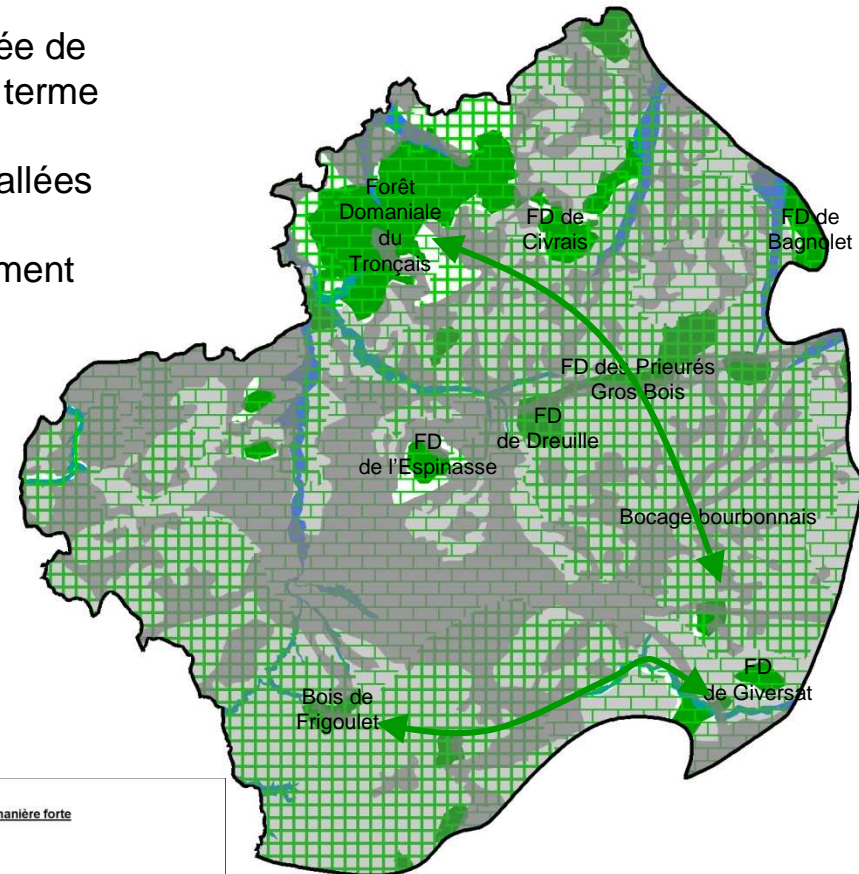 ée de
terme
allées
ment
Forêt
Domaniale
du
Tronçais
FD de
Civrais
FD de
Bagnolet
FD des Prieurés
Gros Bois
FD
de Dreuille
FD
de l'Espinasse
Bocage bourbonnais
FD
de Giversat
Bois de
Frigoulet
manière forte